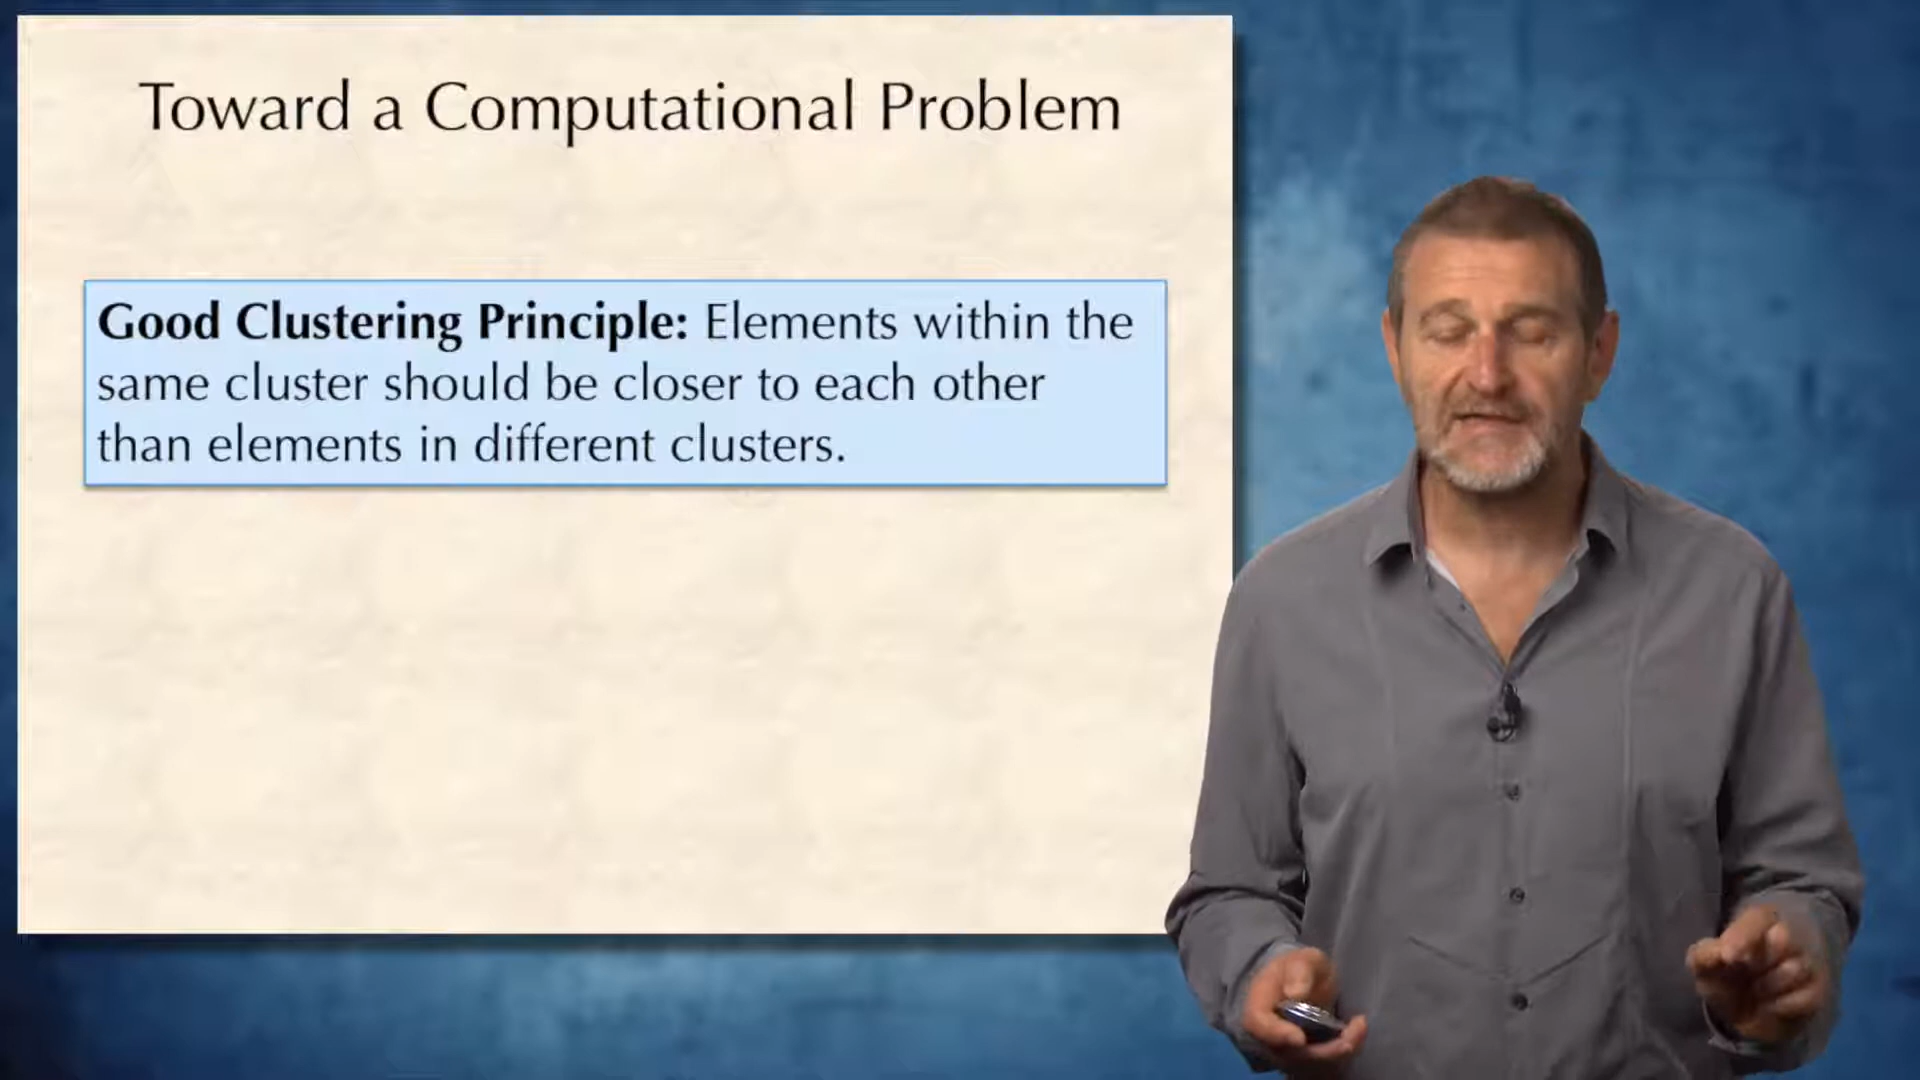 Toward a Computational Problem
Good Clustering Principle: Elements within the
same cluster should be closer to each other
than elements in different clusters.